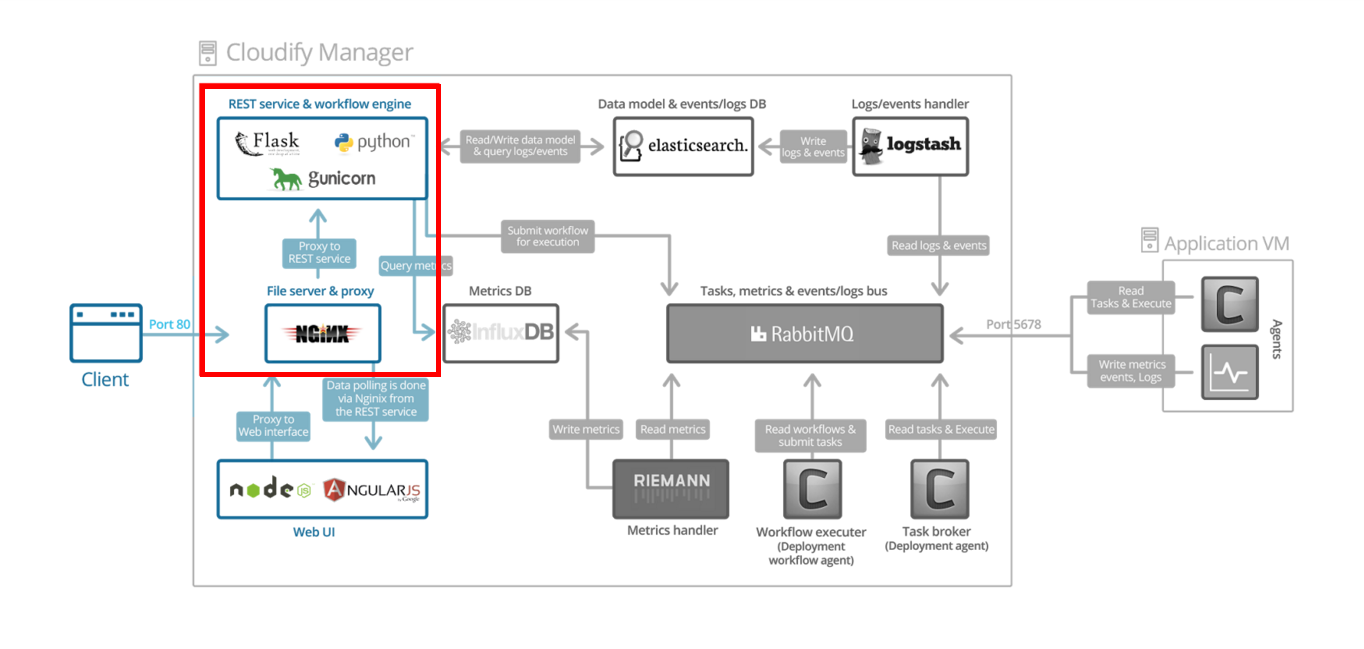 Cloudify Manager
REST service & workflow engine
Flask
python
gunicorn
Read/Write data model
& query logs/events
Data model & events/logs DB
elasticsearch.
Write
logs & events
Logs/events handler
logstash
Proxy to
REST service
Query metrics
Submit workflow
for execution
Read logs & events
Application VM
Client
Port 80
File server & proxy
NGiNX
Metrics DB
InfluxDB
Tasks, metrics & events/logs bus
RabbitMQ
Port 5678
Read
Tasks & Execute
Write metrics
events, Logs
C
Agents
Data polling is done
via Nginix from
the REST service
Proxy to
Web interface
Write metrics
Read metrics
Read workflows &
submit tasks
Read tasks & Execute
node JS
ANGULARJS
by Google
Web UI
RIEMANN
Metrics handler
C
Workflow executer
(Deployment
workflow agent)
C
Task broker
(Deployment agent)